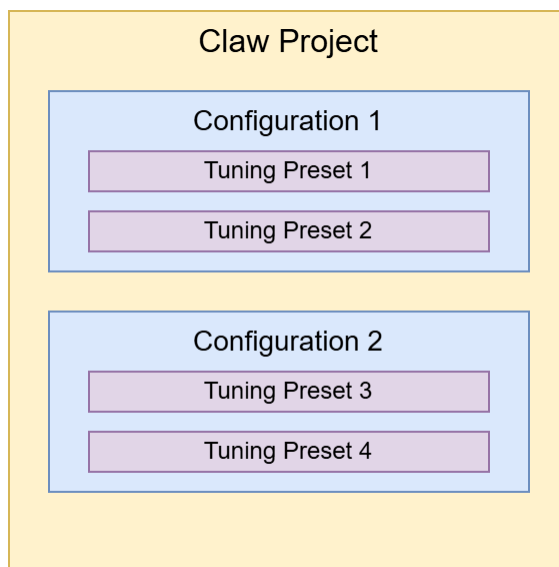 Claw Project
Configuration 1
Tuning Preset 1
Tuning Preset 2
Configuration 2
Tuning Preset 3
Tuning Preset 4